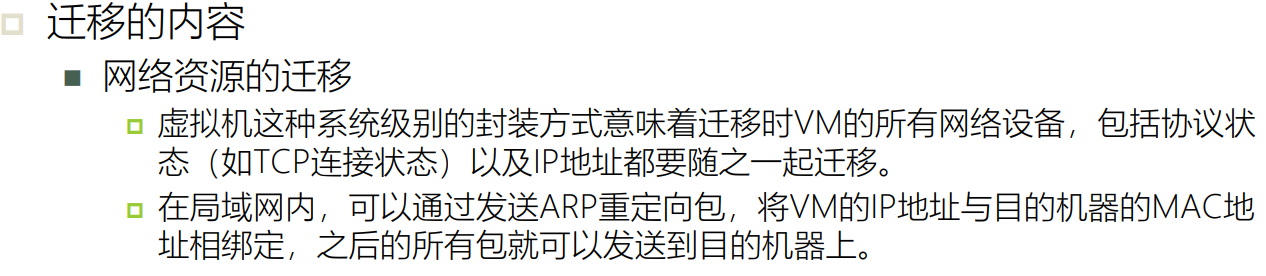 迁移的内容
网络资源的迁移
虚拟机这种系统级别的封装方式意味着迁移时VM的所有网络设备，包括协议状
态（如TCP连接状态）以及IP地址都要随之一起迁移。
在局域网内，可以通过发送ARP重定向包，将VM的IP地址与目的机器的MAC地
址相绑定，之后的所有包就可以发送到目的机器上。